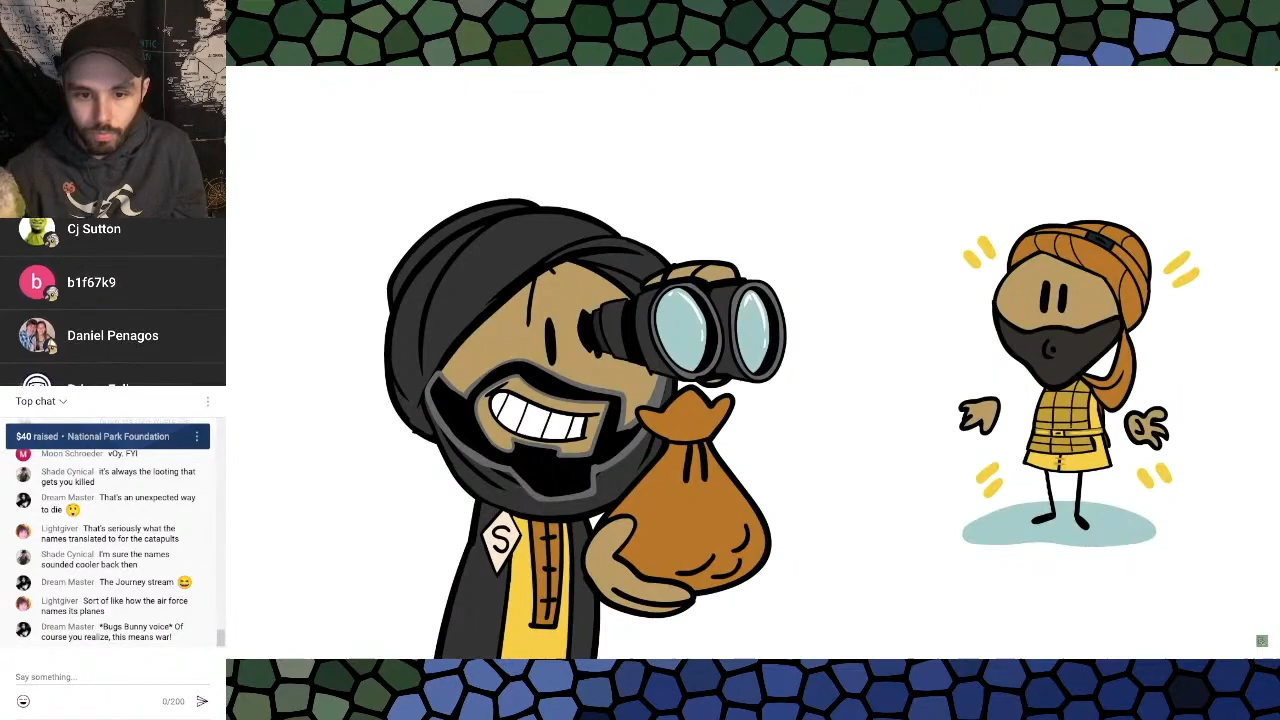 U S A
Cj Sutton
b
b1f67k9
Daniel Penagos
Top chat
$40 raised • National Park Foundation
M
Moon Schroeder vOy. FYI
Shade Cynical it's always the looting that
gets you killed
Dream Master That's an unexpected way
to die
Lightgiver That's seriously what the
names translated to for the catapults
Shade Cynical I'm sure the names
sounded cooler back then
Dream Master The Journey stream
Lightgiver Sort of like how the air force
names its planes
Dream Master *Bugs Bunny voice* Of
course you realize, this means war!
Say something...
0/200
S